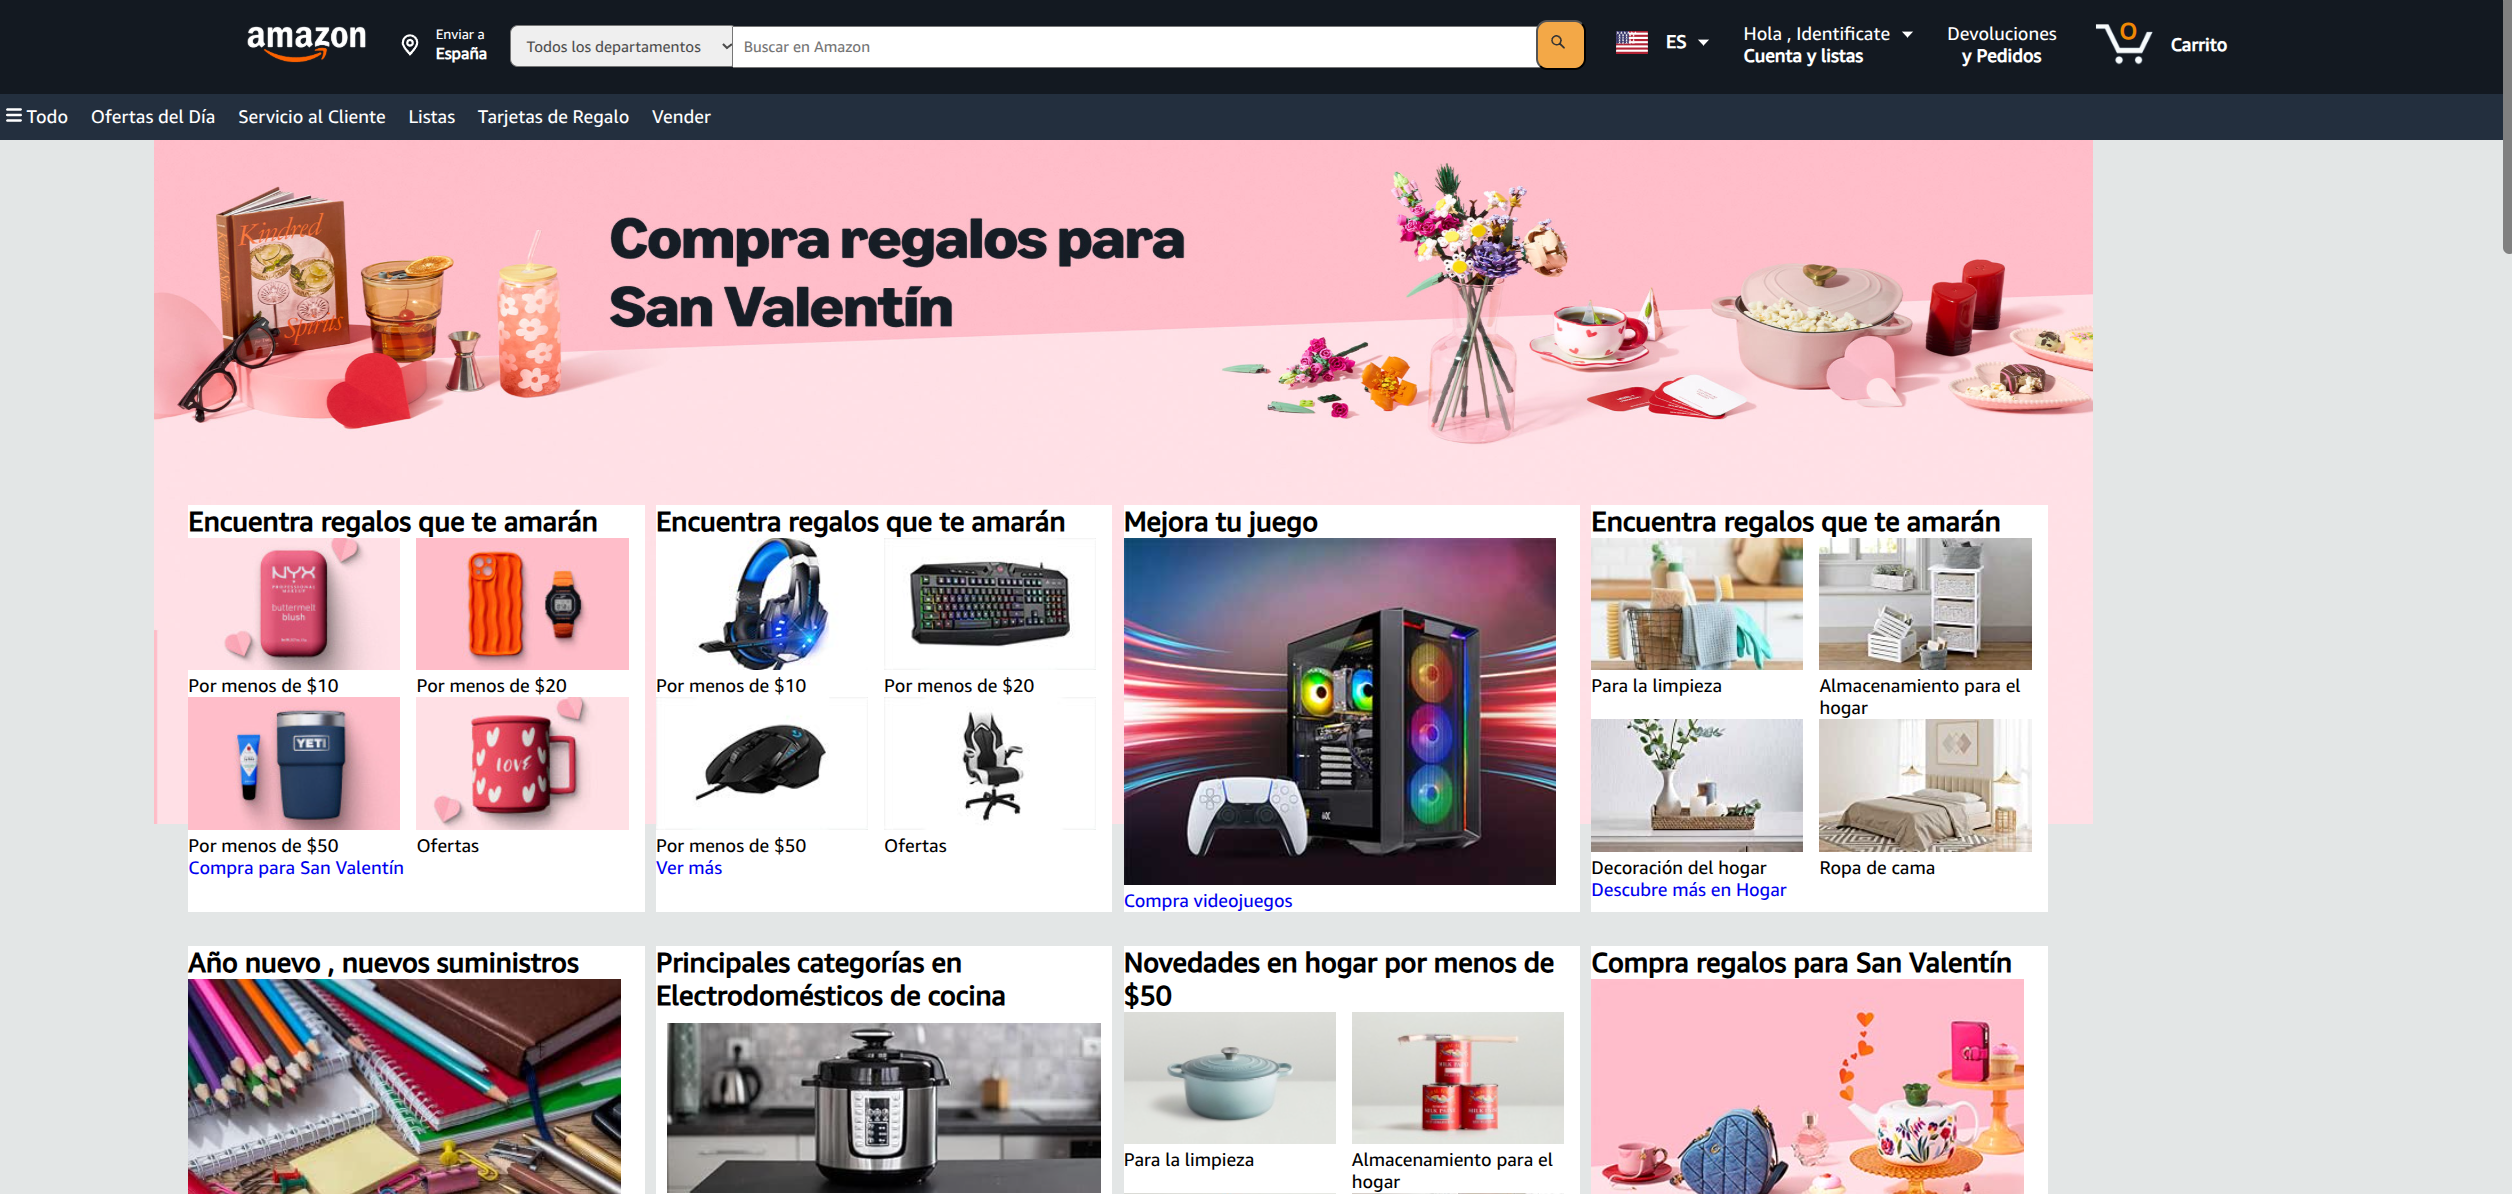 amazon
Enviar a
España
Todos los departamentos
Buscar en Amazon
ES
Hola , Identificate
Cuenta y listas
Devoluciones
y Pedidos
0
Carrito
Todo
Ofertas del Día
Servicio al Cliente
Listas
Tarjetas de Regalo
Vender
Kindred
Spirits
Compra regalos para
San Valentín
Encuentra regalos que te amarán
NYX
PROFESSIONAL
MAKEUP
buttermelt
blush
Por menos de $10
Por menos de $20
YETI
LOVE
Por menos de $50
Ofertas
Compra para San Valentín
Encuentra regalos que te amarán
Por menos de $10
Por menos de $20
Por menos de $50
Ofertas
Ver más
Mejora tu juego
Compra videojuegos
Encuentra regalos que te amarán
Para la limpieza
Almacenamiento para el
hogar
Decoración del hogar
Ropa de cama
Descubre más en Hogar
Año nuevo , nuevos suministros
Principales categorías en
Electrodomésticos de cocina
Novedades en hogar por menos de
$50
Para la limpieza
Almacenamiento para el
hogar
Compra regalos para San Valentín